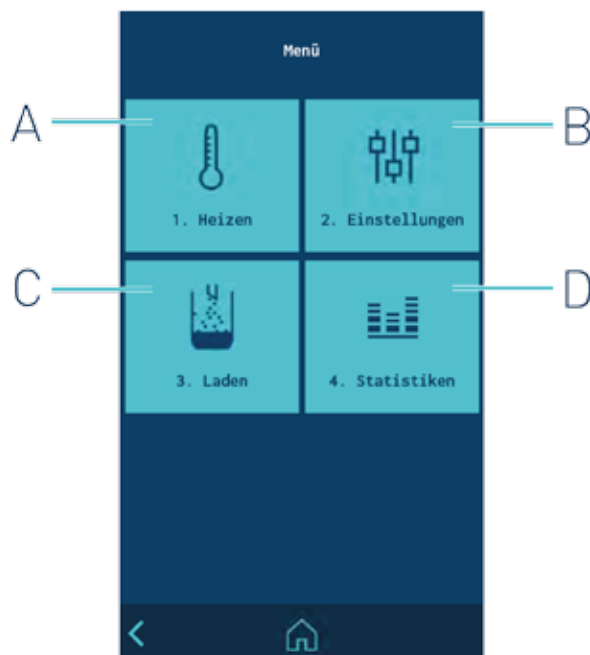 Menü
A
B
1. Heizen
2. Einstellungen
C
D
3. Laden
4. Statistiken